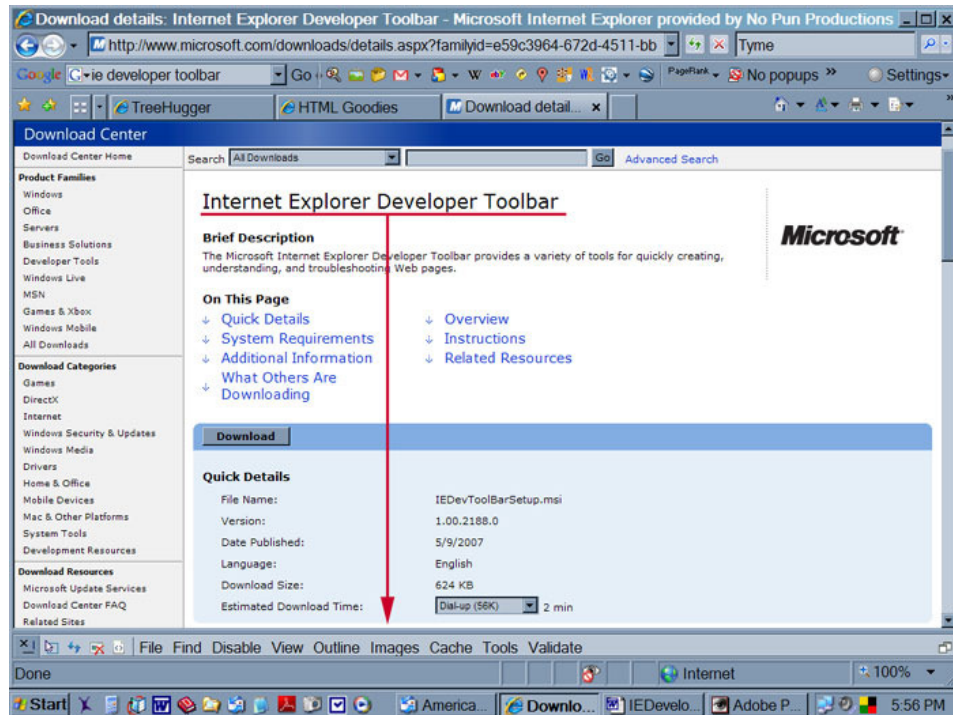 Download details: Internet Explorer Developer Toolbar - Microsoft Internet Explorer provided by No Pun Productions
http://www.microsoft.com/downloads/details.aspx?familyid=e59c3964-672d-4511-bb
Tyme
Google
ie developer toolbar
Go
PageRank
No popups »
Settings
TreeHugger
HTML Goodies
Download detail...
Download Center
Download Center Home
Search
All Downloads
Go
Advanced Search
Product Families
Windows
Office
Servers
Business Solutions
Developer Tools
Windows Live
MSN
Games & Xbox
Windows Mobile
All Downloads
Download Categories
Games
DirectX
Internet
Windows Security & Updates
Windows Media
Drivers
Home & Office
Mobile Devices
Mac & Other Platforms
System Tools
Development Resources
Download Resources
Microsoft Update Services
Download Center FAQ
Related Sites
Internet Explorer Developer Toolbar
Microsoft
Brief Description
The Microsoft Internet Explorer Developer Toolbar provides a variety of tools for quickly creating,
understanding, and troubleshooting Web pages.
On This Page
Quick Details
Overview
System Requirements
Instructions
Additional Information
Related Resources
What Others Are
Downloading
Download
Quick Details
File Name: IEDevToolBarSetup.msi
Version: 1.00.2188.0
Date Published: 5/9/2007
Language: English
Download Size: 624 KB
Estimated Download Time: Dial-up (56K) 2 min
File Find Disable View Outline Images Cache Tools Validate
Done
Internet
100%
Start
America...
Downlo...
IEDevelo...
Adobe P...
5:56 PM